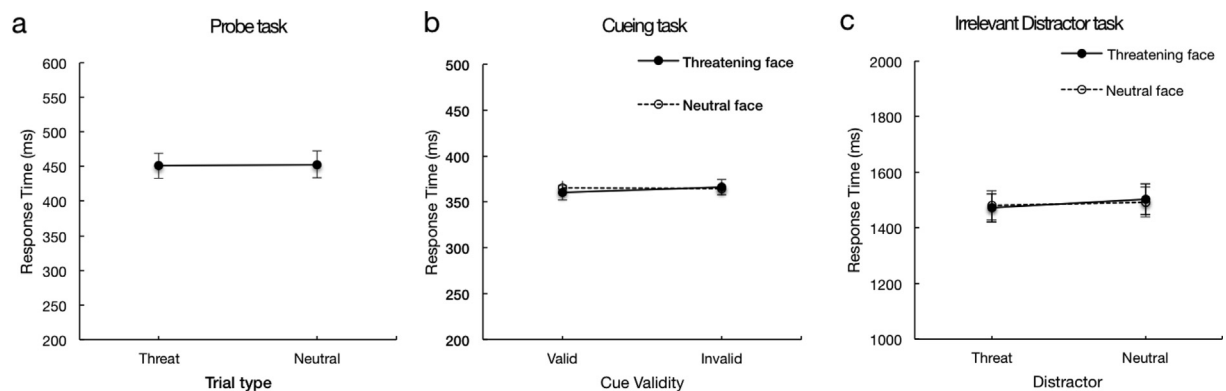 a
Probe task
600
550
500
450
400
350
300
250
200
Response Time (ms)
Threat Neutral
Trial type
b
Cueing task
Threatening face
Neutral face
500
450
400
350
300
250
200
Response Time (ms)
Valid Invalid
Cue Validity
c
Irrelevant Distractor task
Threatening face
Neutral face
2000
1800
1600
1400
1200
1000
Response Time (ms)
Threat Neutral
Distractor